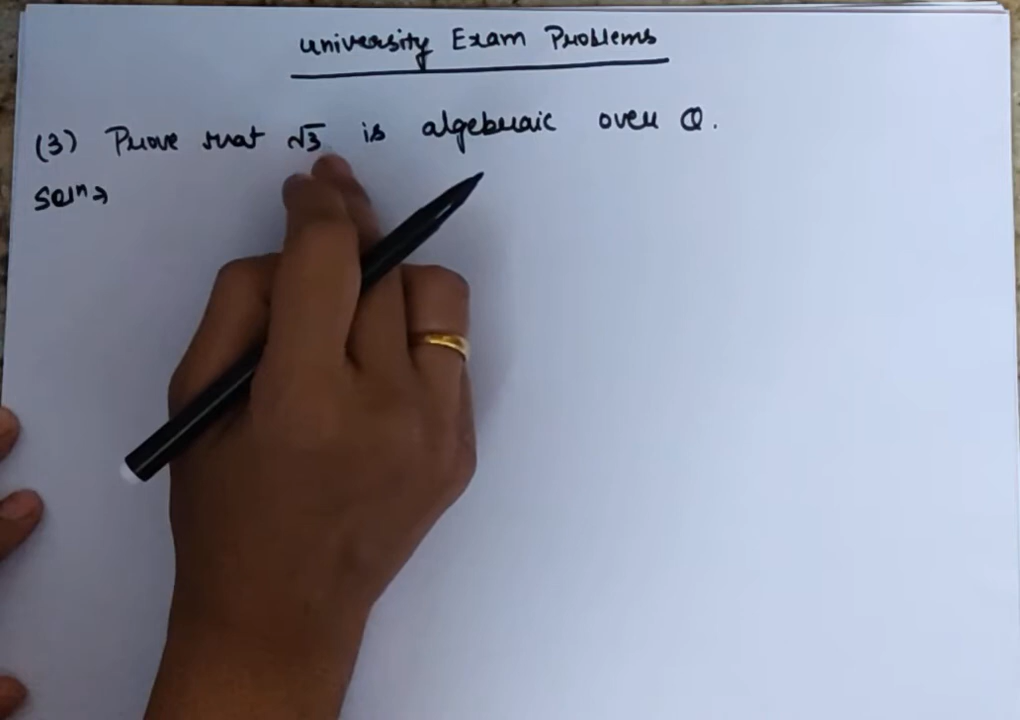 University Exam Problems
(3) Prove that √3 is algebraic over Q.
Solⁿ→